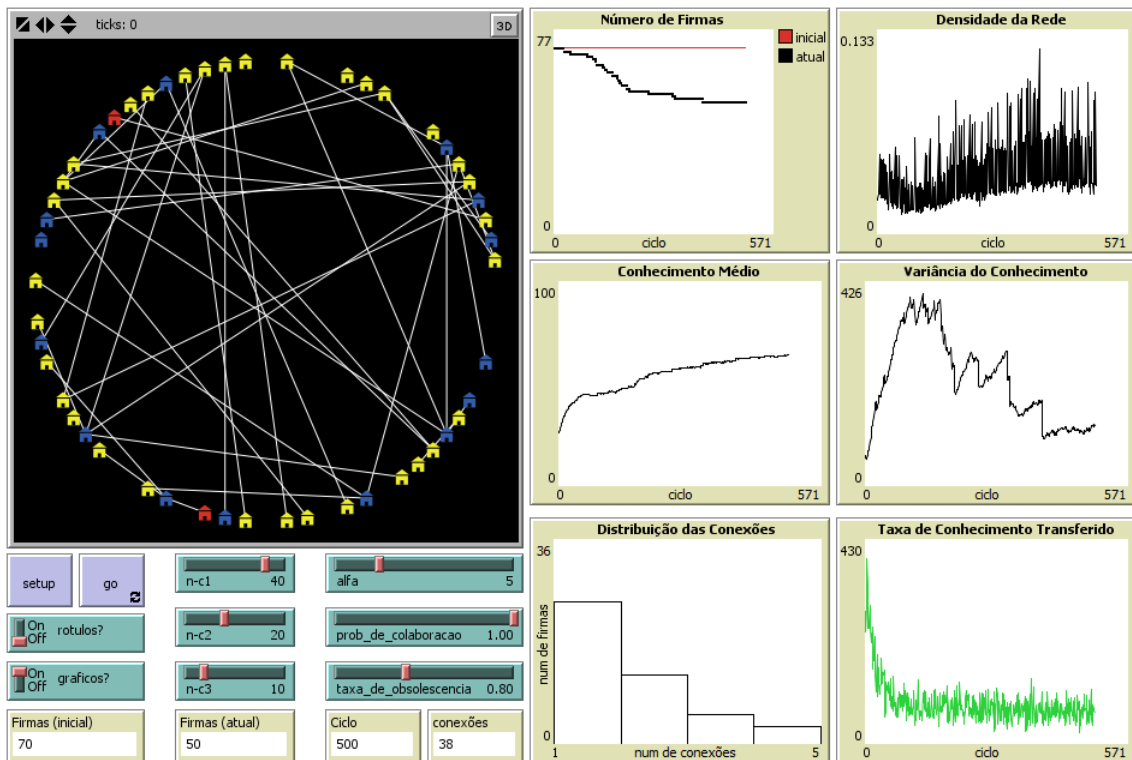 ticks: 0
3D
Número de Firmas
77
0
0
ciclo
571
inicial
atual
Densidade da Rede
0.133
0
0
ciclo
571
Conhecimento Médio
100
0
0
ciclo
571
Variância do Conhecimento
426
0
0
ciclo
571
Distribuição das Conexões
36
num de firmas
0
1
num de conexões
5
Taxa de Conhecimento Transferido
430
0
0
ciclo
571
setup
go
On
Off
rotulos?
On
Off
graficos?
n-c1 40
n-c2 20
n-c3 10
alfa 5
prob_de_colaboracao 1.00
taxa_de_obsolescencia 0.80
Firmas (inicial)
70
Firmas (atual)
50
Ciclo
500
conexões
38